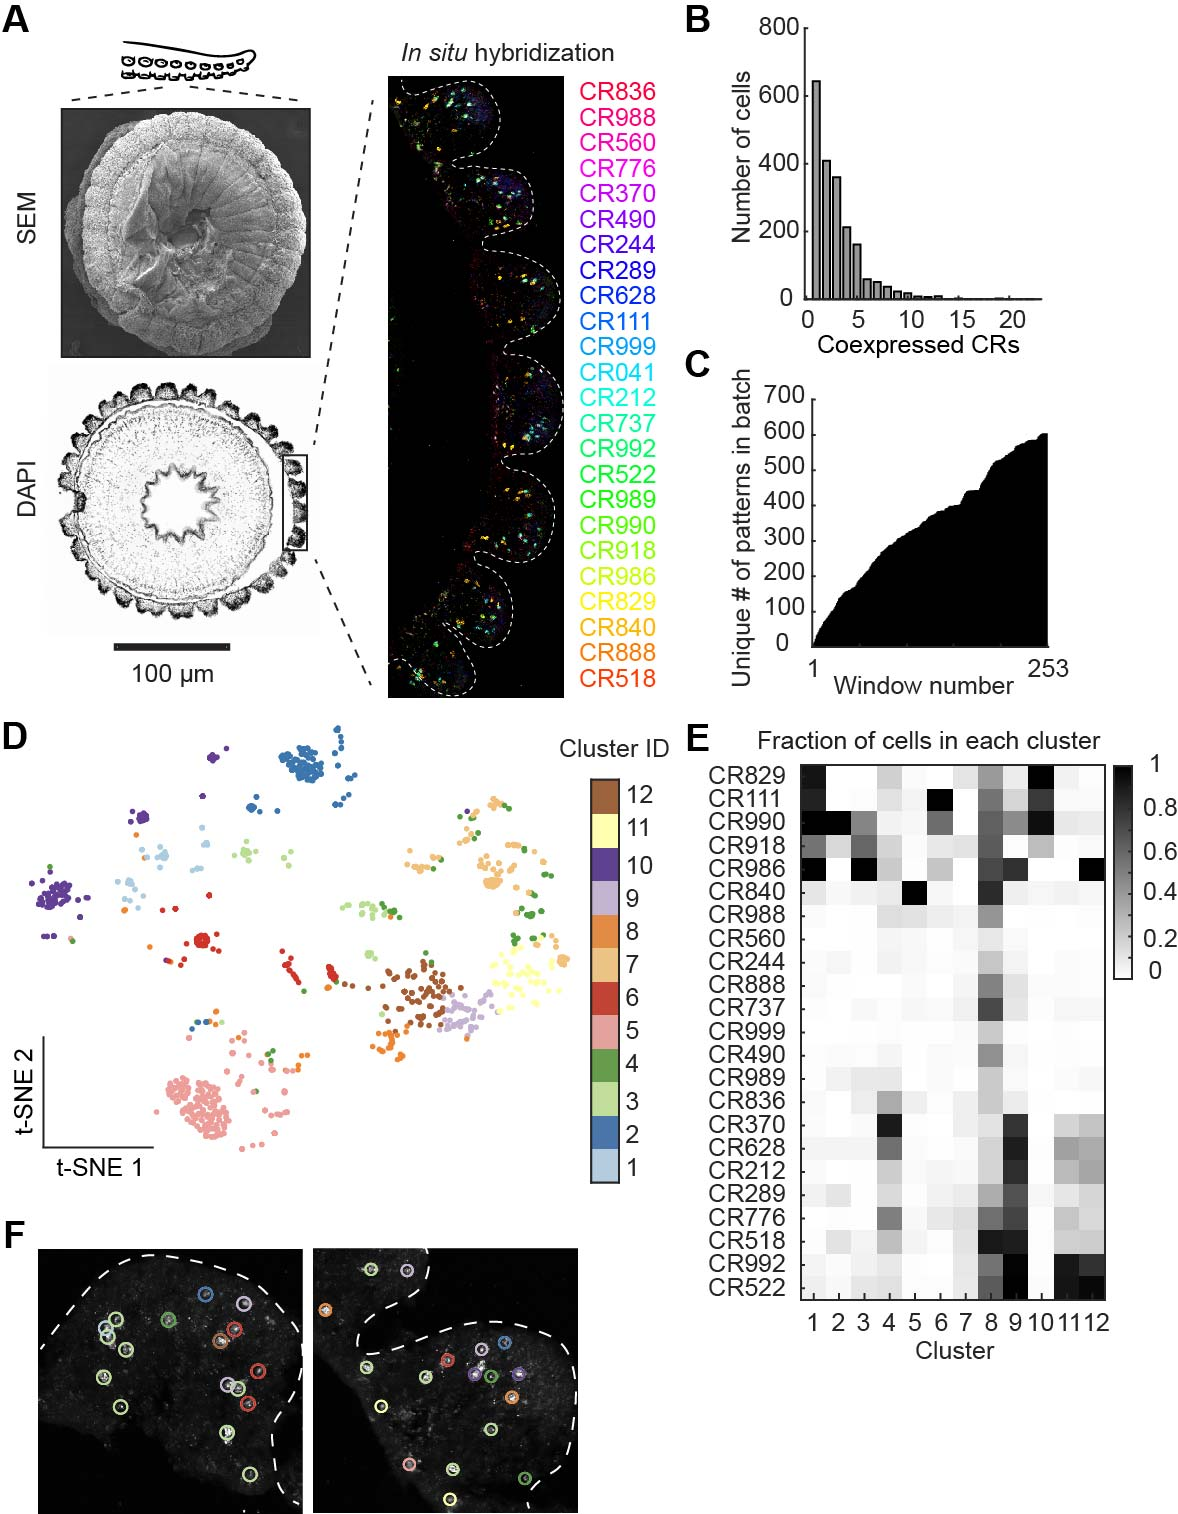 A
In situ hybridization
SEM
DAPI
100 µm
CR836
CR988
CR560
CR776
CR370
CR490
CR244
CR289
CR628
CR111
CR999
CR041
CR212
CR737
CR992
CR522
CR989
CR990
CR918
CR986
CR829
CR840
CR888
CR518
B
Number of cells
800
600
400
200
0
0 5 10 15 20
Coexpressed CRs
C
Unique # of patterns in batch
700
600
500
400
300
200
100
0
1 253
Window number
D
t-SNE 2
t-SNE 1
Cluster ID
12
11
10
9
8
7
6
5
4
3
2
1
E
Fraction of cells in each cluster
CR829
CR111
CR990
CR918
CR986
CR840
CR988
CR560
CR244
CR888
CR737
CR999
CR490
CR989
CR836
CR370
CR628
CR212
CR289
CR776
CR518
CR992
CR522
1 2 3 4 5 6 7 8 9 10 11 12
Cluster
1
0.8
0.6
0.4
0.2
0
F